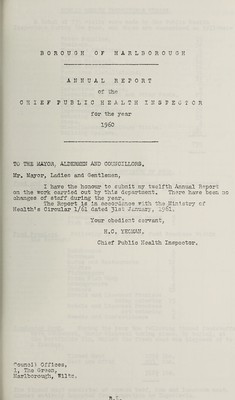 BOROUGH OF MARLBOROUGH
ANNUAL REPORT
of the
CHIEF PUBLIC HEALTH INSPECTOR
for the year
1960
TO THE MAYOR, ALDERMEN AND COUNCILLORS,
Mr. Mayor, Ladies and Gentlemen,
I have the honour to submit my twelfth Annual Report
on the work carried out by this department. There have been no
changes of staff during the year.
The Report is in accordance with the Ministry of
Health's Circular 1/61 dated 31st January, 1961.
Your obedient servant,
H.C. YEOMAN,
Chief Public Health Inspector.
Council Offices,
1, The Green,
Marlborough, Wilts.